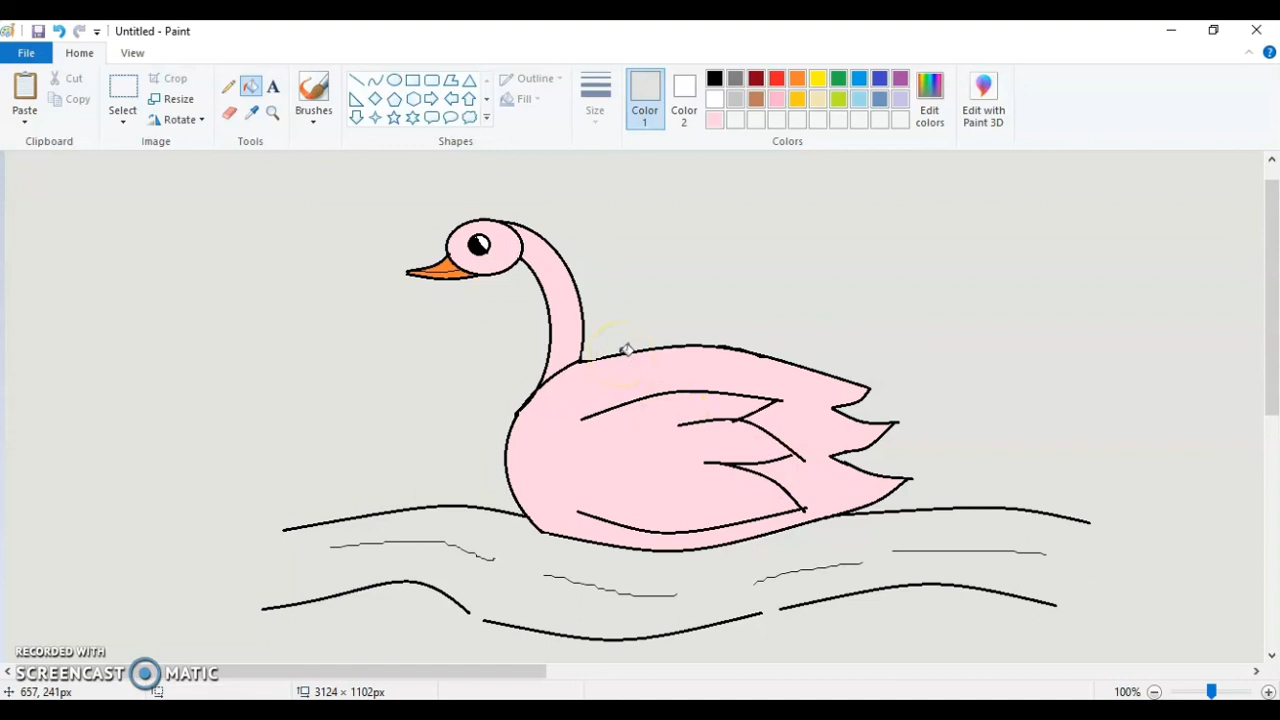 Untitled - Paint
File Home View
Paste
Cut
Copy
Clipboard
Select
Crop
Resize
Rotate
Image
A
Tools
Brushes
Outline
Fill
Shapes
Size
Color 1
Color 2
Edit colors
Edit with Paint 3D
Colors
RECORDED WITH
SCREENCAST MATIC
657, 241px
3124 × 1102px
100%